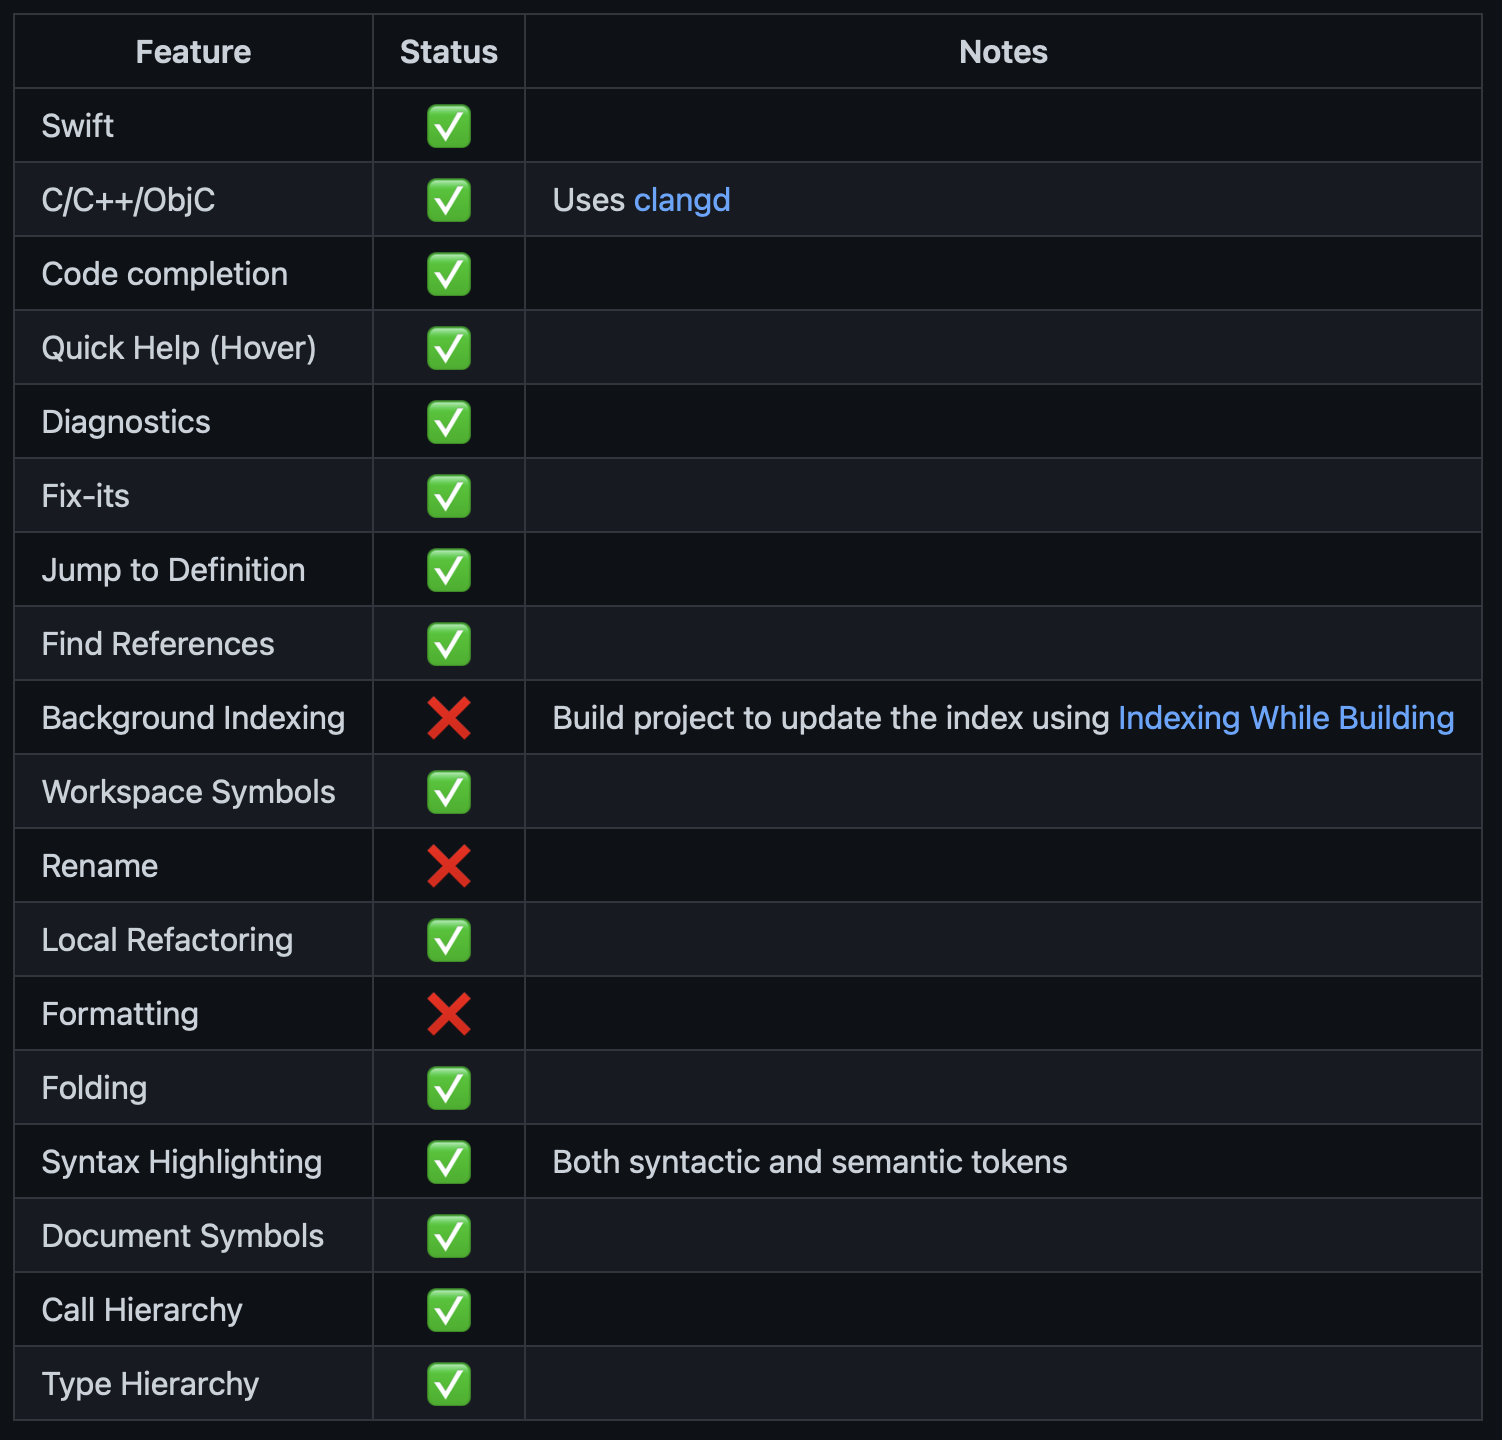 Feature Status Notes
Swift ✅
C/C++/ObjC ✅ Uses clangd
Code completion ✅
Quick Help (Hover) ✅
Diagnostics ✅
Fix-its ✅
Jump to Definition ✅
Find References ✅
Background Indexing ❌ Build project to update the index using Indexing While Building
Workspace Symbols ✅
Rename ❌
Local Refactoring ✅
Formatting ❌
Folding ✅
Syntax Highlighting ✅ Both syntactic and semantic tokens
Document Symbols ✅
Call Hierarchy ✅
Type Hierarchy ✅